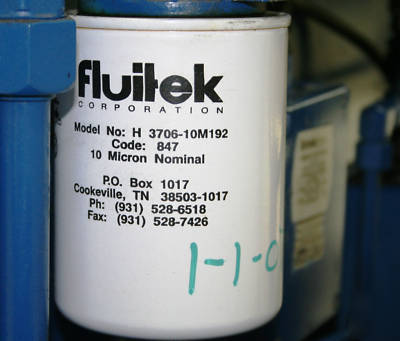 fluitek
CORPORATION
Model No: H 3706-10M192
Code: 847
10 Micron Nominal
P.O. Box 1017
Cookeville, TN 38503-1017
Ph: (931) 528-6518
Fax: (931) 528-7426
1-1-0